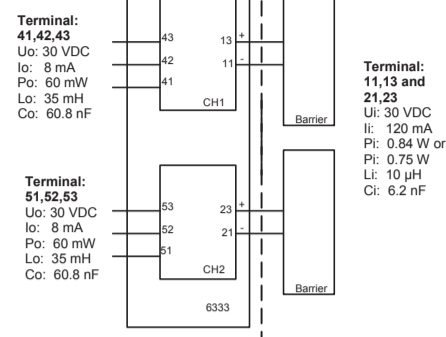 Terminal:
41,42,43
Uo: 30 VDC
Io: 8 mA
Po: 60 mW
Lo: 35 mH
Co: 60.8 nF
43
42
41
13 +
11 -
CH1
Barrier
Terminal:
11,13 and
21,23
Ui: 30 VDC
Ii: 120 mA
Pi: 0.84 W or
Pi: 0.75 W
Li: 10 µH
Ci: 6.2 nF
Terminal:
51,52,53
Uo: 30 VDC
Io: 8 mA
Po: 60 mW
Lo: 35 mH
Co: 60.8 nF
53
52
51
23 +
21 -
CH2
Barrier
6333